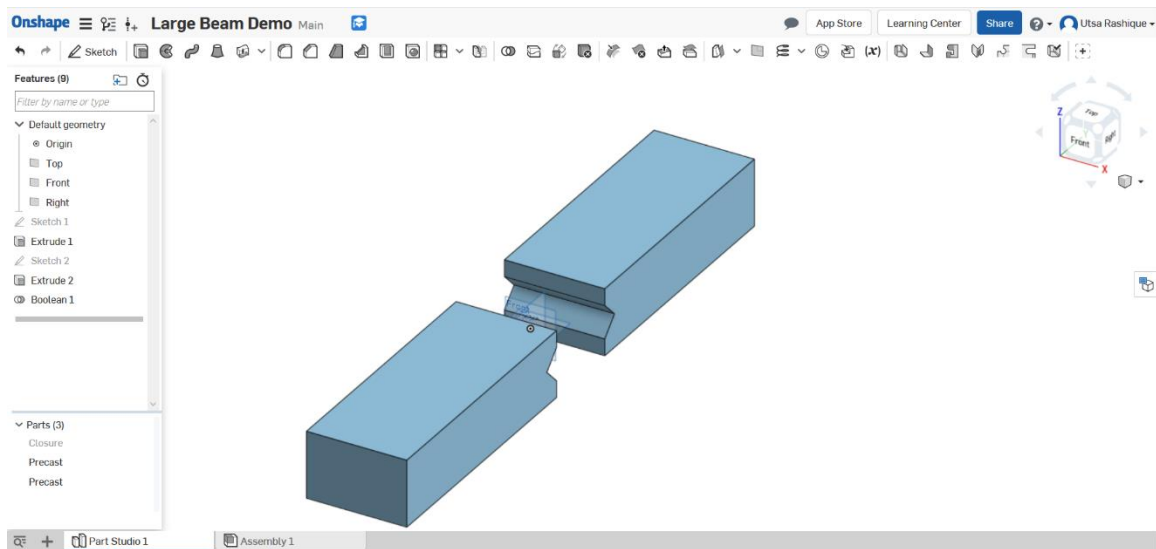 Onshape Large Beam Demo Main App Store Learning Center Share Utsa Rashique
Sketch (x)
Features (9)
Filter by name or type
Default geometry
Origin
Top
Front
Right
Sketch 1
Extrude 1
Sketch 2
Extrude 2
Boolean 1
Parts (3)
Closure
Precast
Precast
Front
Z
Top
Front
Right
X
Part Studio 1 Assembly 1